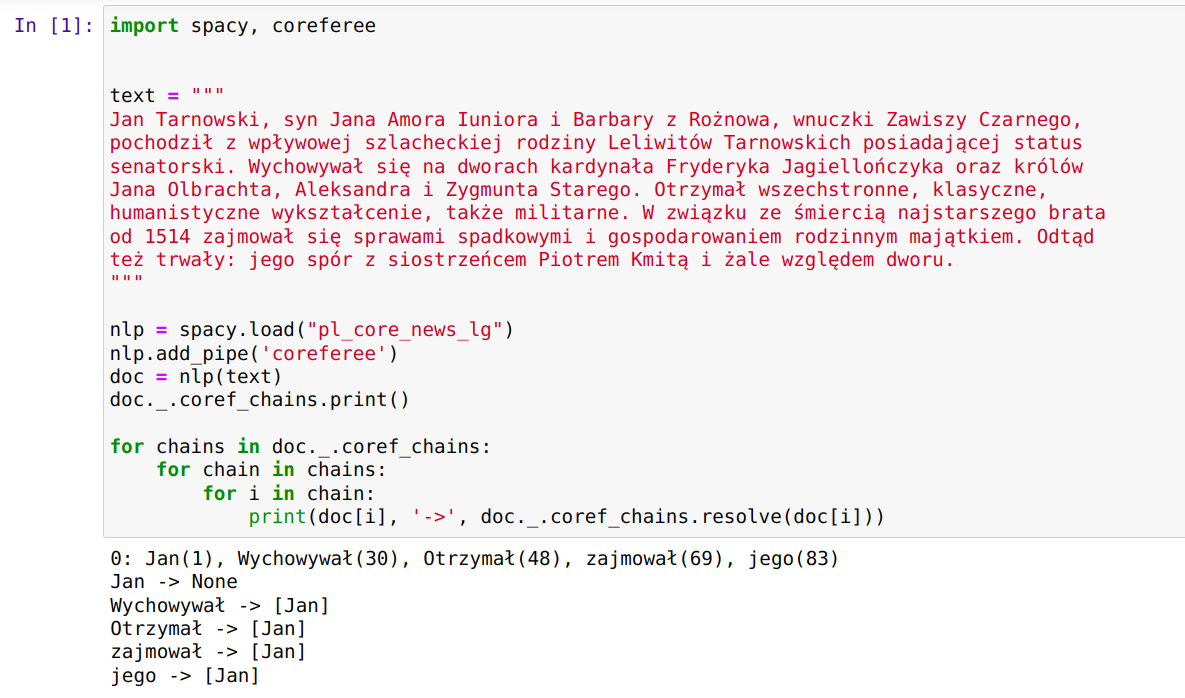 In [1]: import spacy, coreferee
text = """
Jan Tarnowski, syn Jana Amora Iuniora i Barbary z Rożnowa, wnuczki Zawiszy Czarnego,
pochodził z wpływowej szlacheckiej rodziny Leliwitów Tarnowskich posiadającej status
senatorski. Wychowywał się na dworach kardynała Fryderyka Jagiellończyka oraz królów
Jana Olbrachta, Aleksandra i Zygmunta Starego. Otrzymał wszechstronne, klasyczne,
humanistyczne wykształcenie, także militarne. W związku ze śmiercią najstarszego brata
od 1514 zajmował się sprawami spadkowymi i gospodarowaniem rodzinnym majątkiem. Odtąd
też trwały: jego spór z siostrzeńcem Piotrem Kmitą i żale względem dworu.
"""
nlp = spacy.load("pl_core_news_lg")
nlp.add_pipe('coreferee')
doc = nlp(text)
doc._.coref_chains.print()
for chains in doc._.coref_chains:
    for chain in chains:
        for i in chain:
            print(doc[i], '->', doc._.coref_chains.resolve(doc[i]))
0: Jan(1), Wychowywał(30), Otrzymał(48), zajmował(69), jego(83)
Jan -> None
Wychowywał -> [Jan]
Otrzymał -> [Jan]
zajmował -> [Jan]
jego -> [Jan]